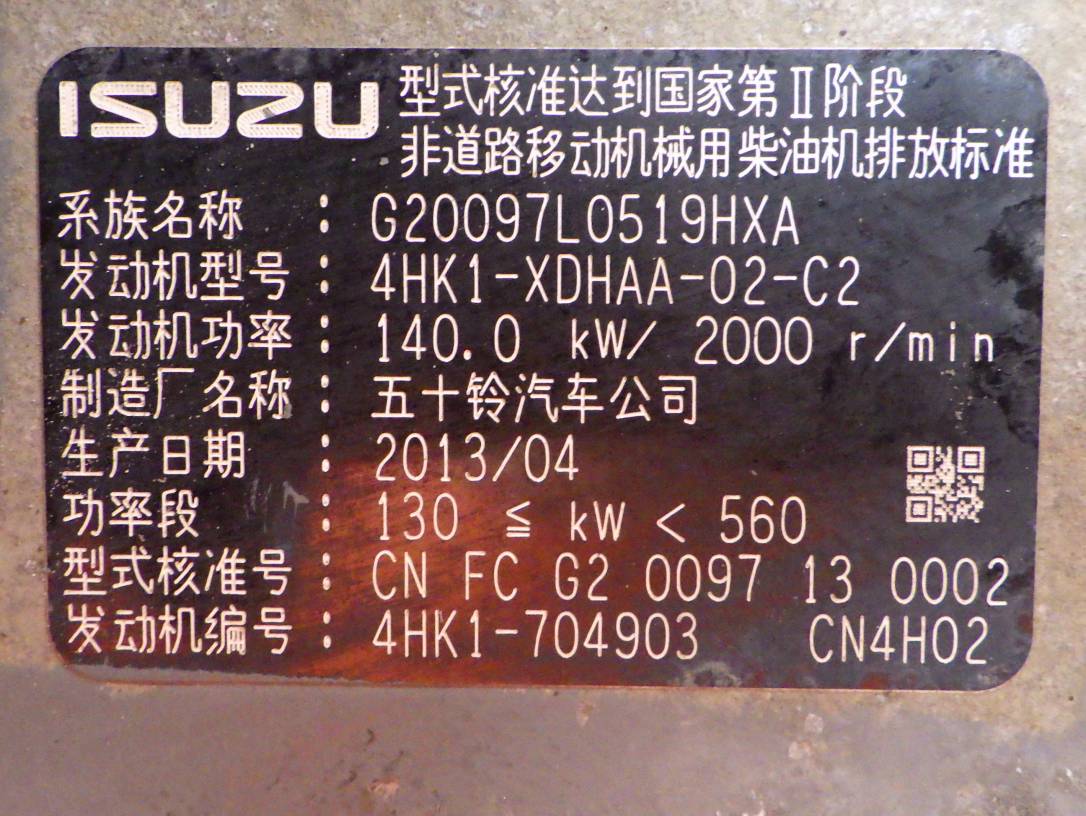 ISUZU 型式核准达到国家第Ⅱ阶段
非道路移动机械用柴油机排放标准
系族名称 : G20097L0519HXA
发动机型号 : 4HK1-XDHAA-02-C2
发动机功率 : 140.0 kW/ 2000 r/min
制造厂名称 : 五十铃汽车公司
生产日期 : 2013/04
功率段 : 130 ≦ kW < 560
型式核准号 : CN FC G2 0097 13 0002
发动机编号 : 4HK1-704903 CN4H02